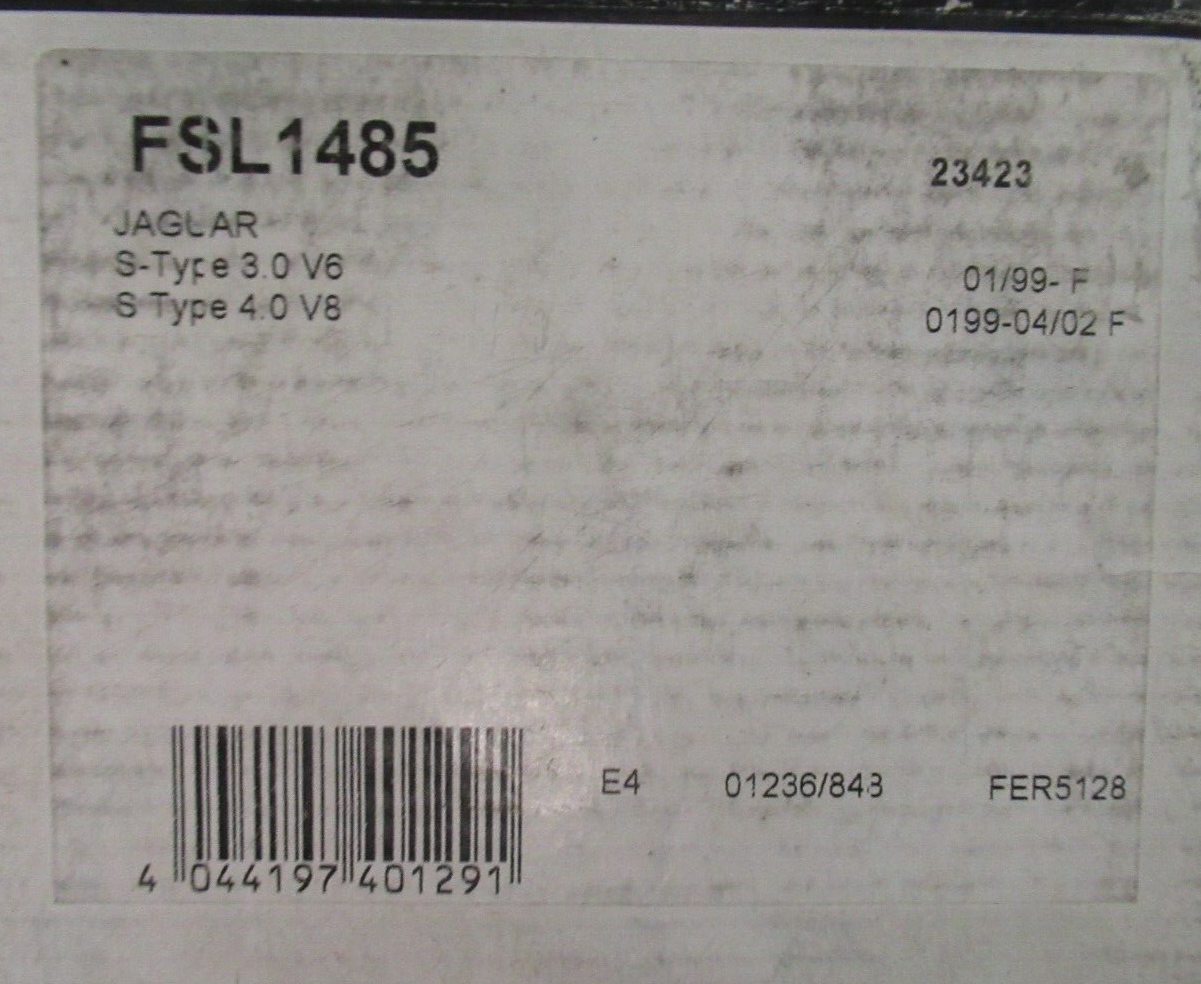 FSL1485
23423
JAGUAR
S-Type 3.0 V6 01/99- F
S Type 4.0 V8 0199-04/02 F
E4 01236/843 FER5128
4 044197 401291